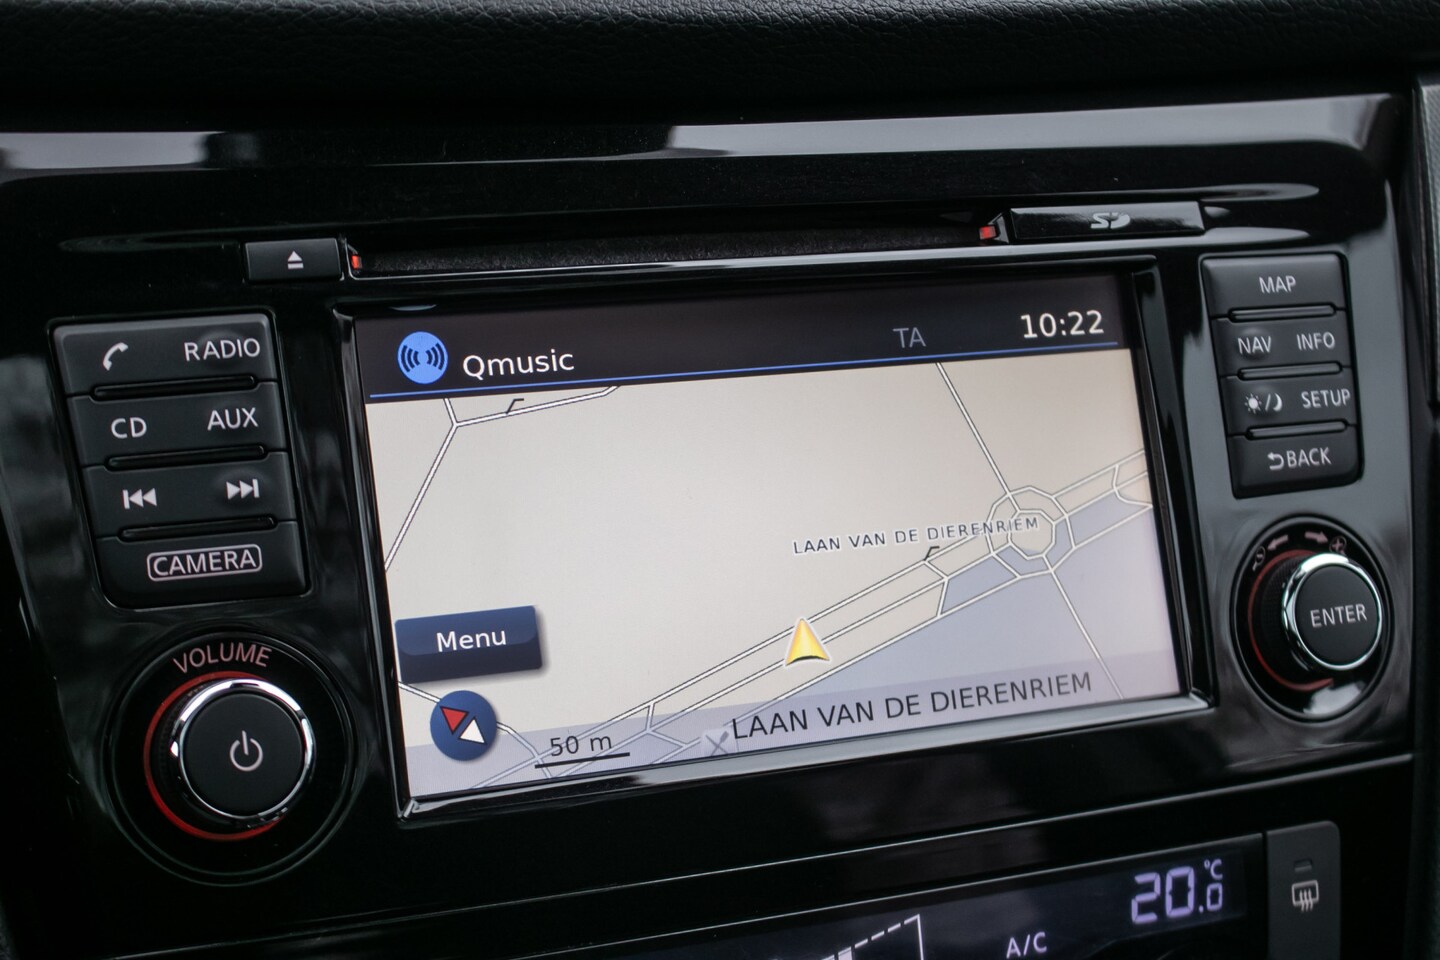 SD
MAP
NAV INFO
SETUP
BACK
ENTER
RADIO
CD AUX
CAMERA
VOLUME
Qmusic
TA
10:22
LAAN VAN DE DIERENRIEM
Menu
50 m
LAAN VAN DE DIERENRIEM
20.0 °C
A/C